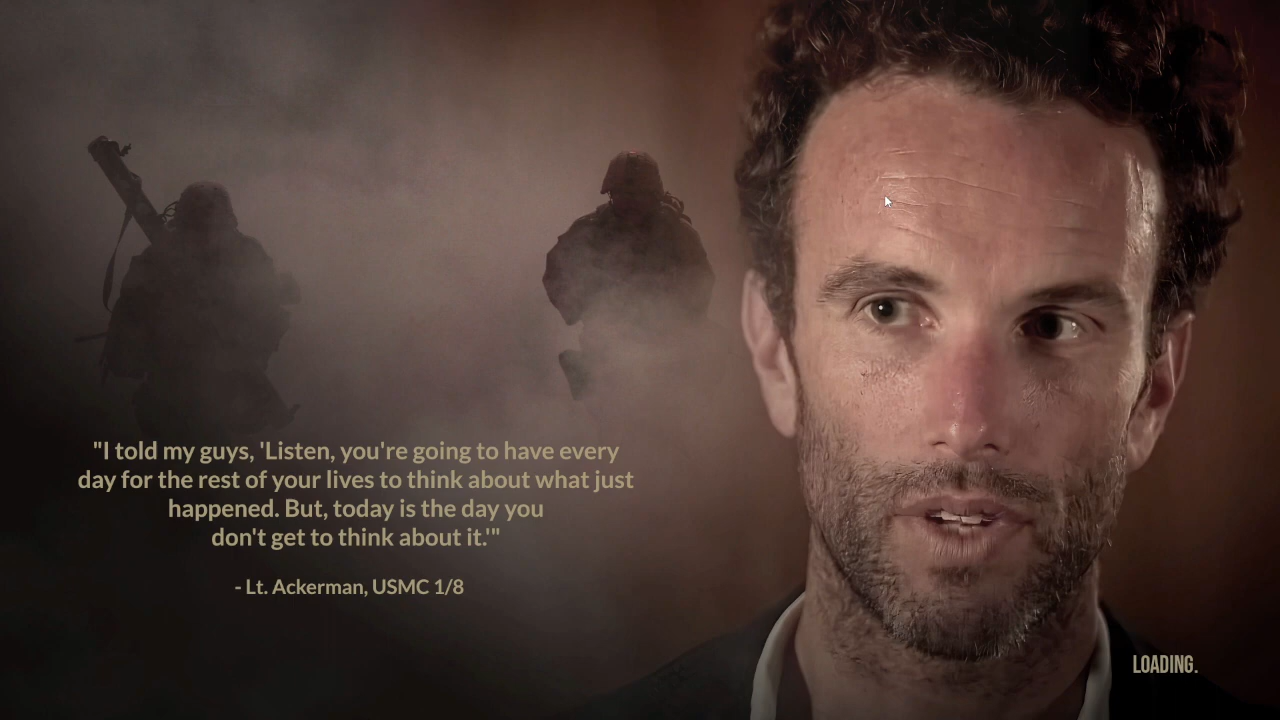 "I told my guys, 'Listen, you're going to have every
day for the rest of your lives to think about what just
happened. But, today is the day you
don't get to think about it.'"
- Lt. Ackerman, USMC 1/8
LOADING.